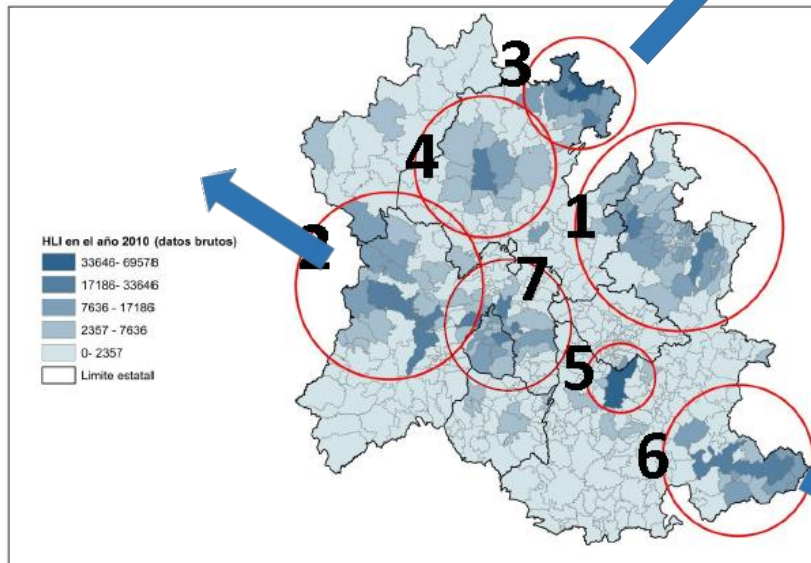 3
4
1
2
HLI en el año 2010 (datos brutos)
33646- 69578
17186- 33646
7636 - 17186
2357 - 7636
0- 2357
Limite estatall
7
5
6